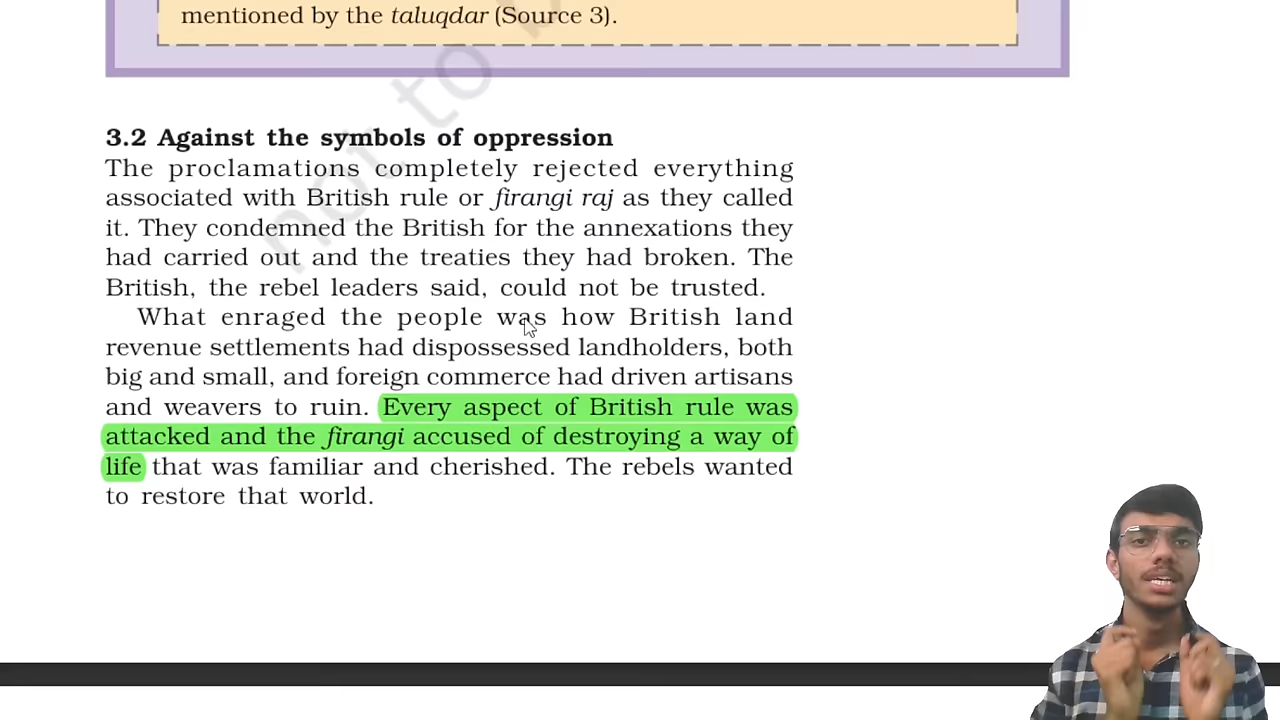 mentioned by the taluqdar (Source 3).
not to b
3.2 Against the symbols of oppression
The proclamations completely rejected everything
associated with British rule or firangi raj as they called
it. They condemned the British for the annexations they
had carried out and the treaties they had broken. The
British, the rebel leaders said, could not be trusted.
What enraged the people was how British land
revenue settlements had dispossessed landholders, both
big and small, and foreign commerce had driven artisans
and weavers to ruin. Every aspect of British rule was
attacked and the firangi accused of destroying a way of
life that was familiar and cherished. The rebels wanted
to restore that world.